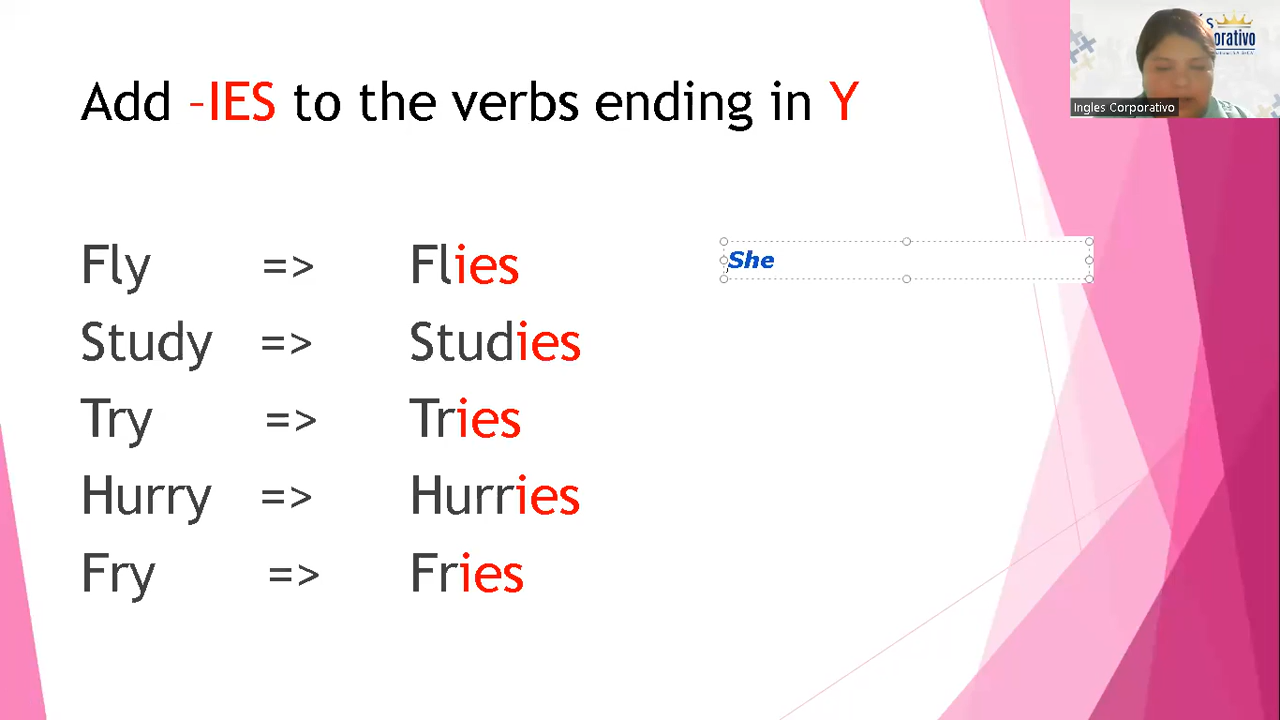 Add –IES to the verbs ending in Y
Fly => Flies
She
Study => Studies
Try => Tries
Hurry => Hurries
Fry => Fries
orativo
Ingles Corporativo